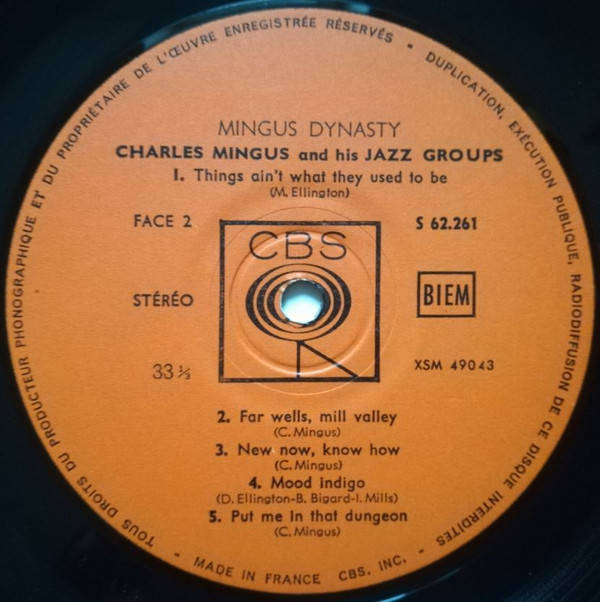 TOUS DROITS DU PRODUCTEUR PHONOGRAPHIQUE ET DU PROPRIÉTAIRE DE L'ŒUVRE ENREGISTRÉE RÉSERVÉS - DUPLICATION, EXÉCUTION PUBLIQUE, RADIODIFFUSION DE CE DISQUE INTERDITES
MINGUS DYNASTY
CHARLES MINGUS and his JAZZ GROUPS
1. Things ain't what they used to be
(M. Ellington)
FACE 2
S 62.261
CBS
STÉRÉO
BIEM
33 ⅓
XSM 49043
2. Far wells, mill valley
(C. Mingus)
3. New now, know how
(C. Mingus)
4. Mood indigo
(D. Ellington-B. Bigard-I. Mills)
5. Put me in that dungeon
(C. Mingus)
- MADE IN FRANCE CBS. INC. -